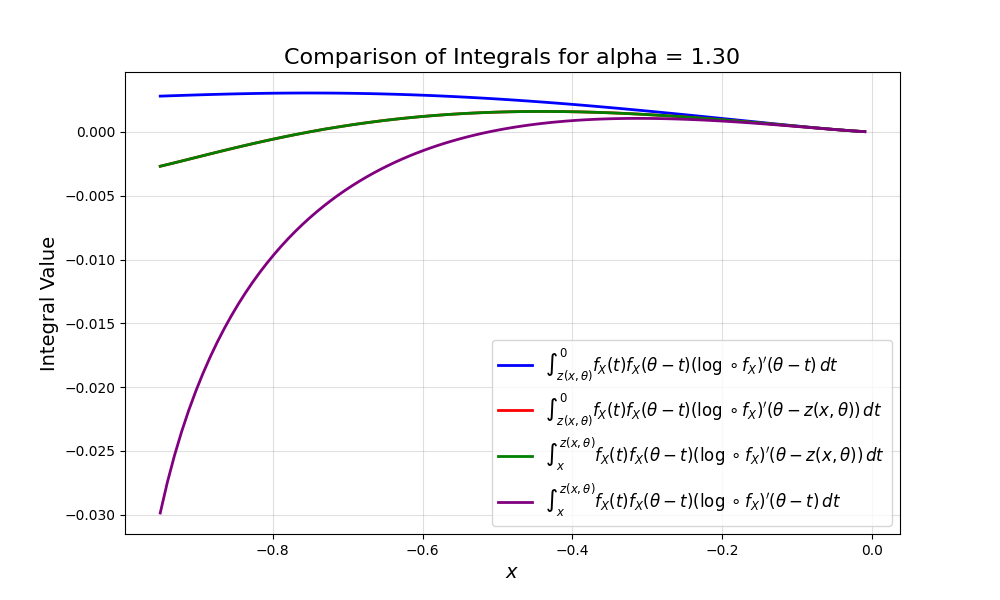 Comparison of Integrals for alpha = 1.30
Integral Value
0.000
−0.005
−0.010
−0.015
−0.020
−0.025
−0.030
−0.8
−0.6
−0.4
−0.2
0.0
x
∫_{z(x, θ)}^{0} f_X(t)f_X(θ − t)(log ∘ f_X)′(θ − t) dt
∫_{z(x, θ)}^{0} f_X(t)f_X(θ − t)(log ∘ f_X)′(θ − z(x, θ)) dt
∫_{x}^{z(x, θ)} f_X(t)f_X(θ − t)(log ∘ f_X)′(θ − z(x, θ)) dt
∫_{x}^{z(x, θ)} f_X(t)f_X(θ − t)(log ∘ f_X)′(θ − t) dt